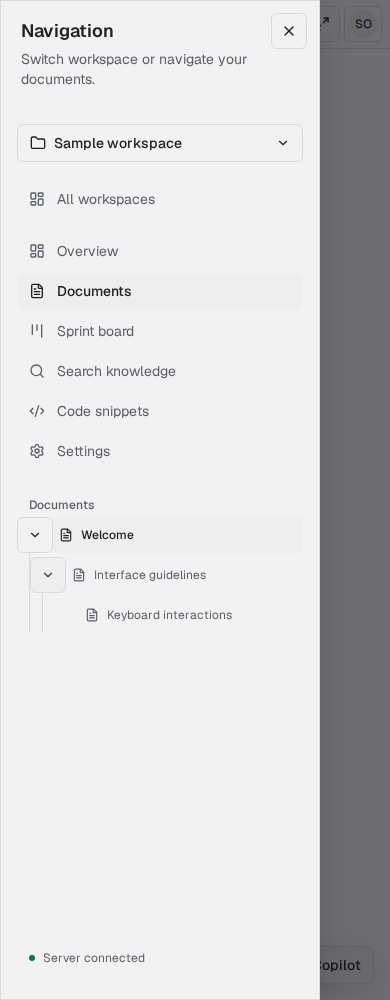 Navigation
Switch workspace or navigate your
documents.
SO
Sample workspace
All workspaces
Overview
Documents
Sprint board
Search knowledge
Code snippets
Settings
Documents
Welcome
Interface guidelines
Keyboard interactions
Server connected
Copilot